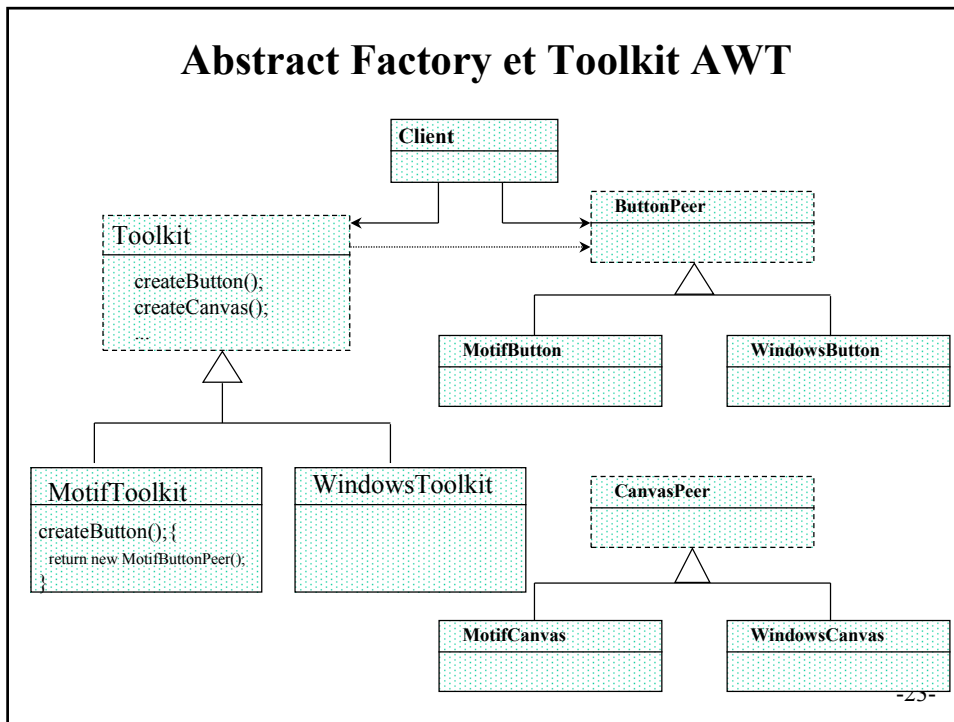 Abstract Factory et Toolkit AWT
Client
ButtonPeer
Toolkit
createButton();
createCanvas();
...
MotifButton
WindowsButton
MotifToolkit
createButton();{
return new MotifButtonPeer();
}
WindowsToolkit
CanvasPeer
MotifCanvas
WindowsCanvas